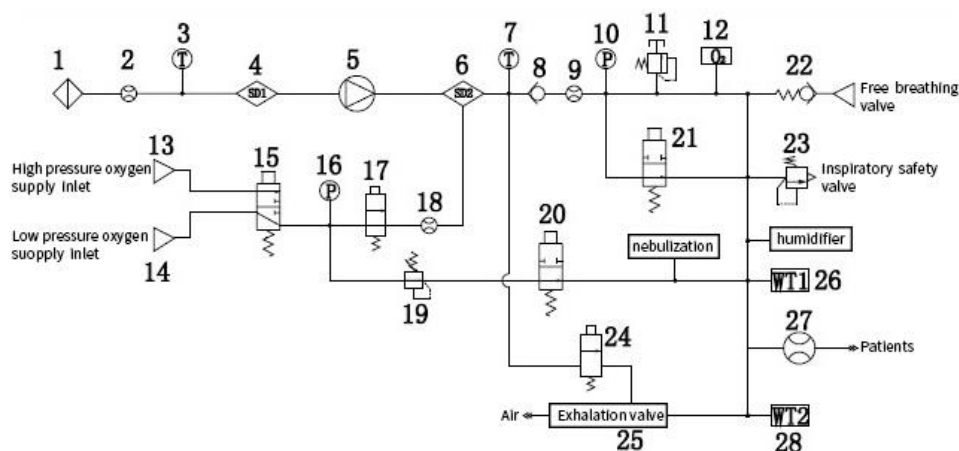 1
2
3
4
5
6
7
8
9
10
11
12
22
T
SD1
SD2
T
P
O₂
Free breathing
valve
13
High pressure oxygen
supply Inlet
15
16
P
17
18
21
23
Inspiratory safety
valve
Low pressure oxygen
suopply Inlet
14
19
20
nebulization
humidifier
WT1
26
24
27
Patients
Air
Exhalation valve
25
WT2
28